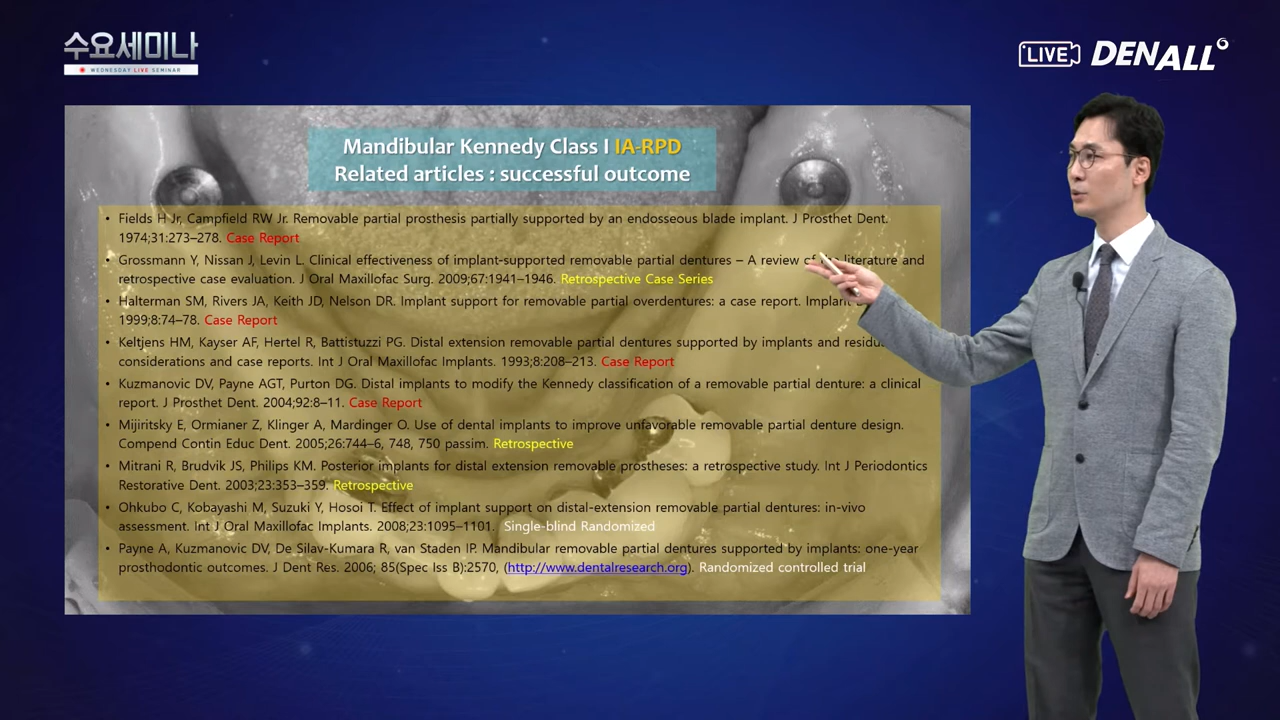 수요세미나
WEDNESDAY LIVE SEMINAR
LIVE
DENALL
Mandibular Kennedy Class I IA-RPD
Related articles : successful outcome
• Fields H Jr, Campfield RW Jr. Removable partial prosthesis partially supported by an endosseous blade implant. J Prosthet Dent.
1974;31:273–278. Case Report
• Grossmann Y, Nissan J, Levin L. Clinical effectiveness of implant-supported removable partial dentures – A review of the literature and
retrospective case evaluation. J Oral Maxillofac Surg. 2009;67:1941–1946. Retrospective Case Series
• Halterman SM, Rivers JA, Keith JD, Nelson DR. Implant support for removable partial overdentures: a case report. Implant
1999;8:74–78. Case Report
• Keltjens HM, Kayser AF, Hertel R, Battistuzzi PG. Distal extension removable partial dentures supported by implants and
considerations and case reports. Int J Oral Maxillofac Implants. 1993;8:208–213. Case Report
• Kuzmanovic DV, Payne AGT, Purton DG. Distal implants to modify the Kennedy classification of a removable partial denture: a clinical
report. J Prosthet Dent. 2004;92:8–11. Case Report
• Mijiritsky E, Ormianer Z, Klinger A, Mardinger O. Use of dental implants to improve unfavorable removable partial denture design.
Compend Contin Educ Dent. 2005;26:744–6, 748, 750 passim. Retrospective
• Mitrani R, Brudvik JS, Philips KM. Posterior implants for distal extension removable prostheses: a retrospective study. Int J Periodontics
Restorative Dent. 2003;23:353–359. Retrospective
• Ohkubo C, Kobayashi M, Suzuki Y, Hosoi T. Effect of implant support on distal-extension removable partial dentures: in-vivo
assessment. Int J Oral Maxillofac Implants. 2008;23:1095–1101. Single-blind Randomized
• Payne A, Kuzmanovic DV, De Silav-Kumara R, van Staden IP. Mandibular removable partial dentures supported by implants: one-year
prosthodontic outcomes. J Dent Res. 2006; 85(Spec Iss B):2570, (http://www.dentalresearch.org). Randomized controlled trial